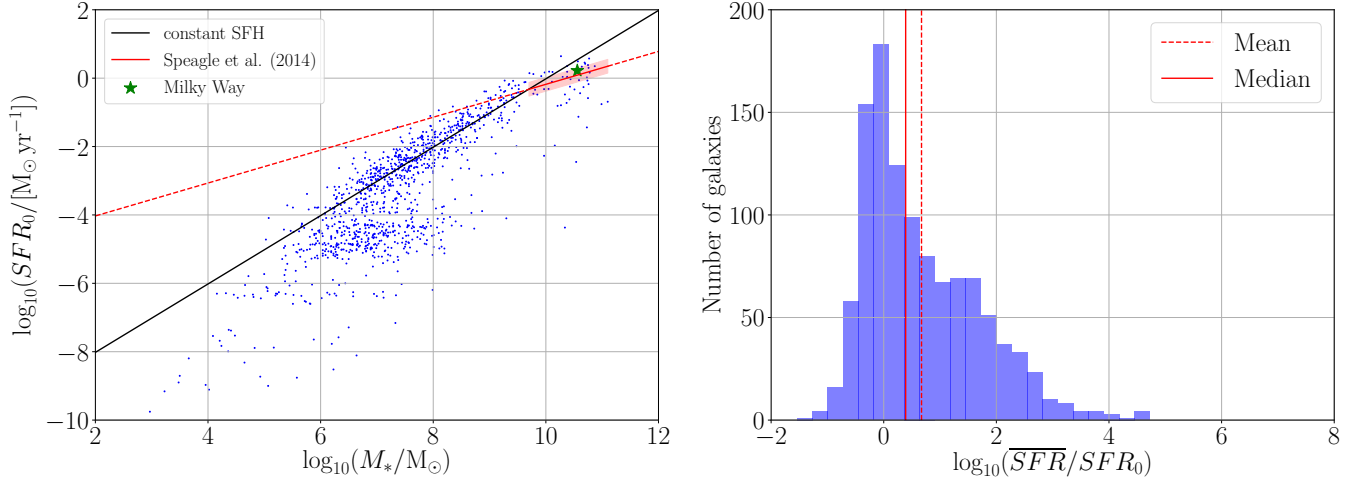 2
0
−2
−4
−6
−8
−10
log₁₀(SFR₀/[M⊙ yr⁻¹])
constant SFH
Speagle et al. (2014)
Milky Way
2 4 6 8 10 12
log₁₀(M*/M⊙)
200
150
100
50
0
Number of galaxies
Mean
Median
−2 0 2 4 6 8
log₁₀(S̅F̅R̅/SFR₀)